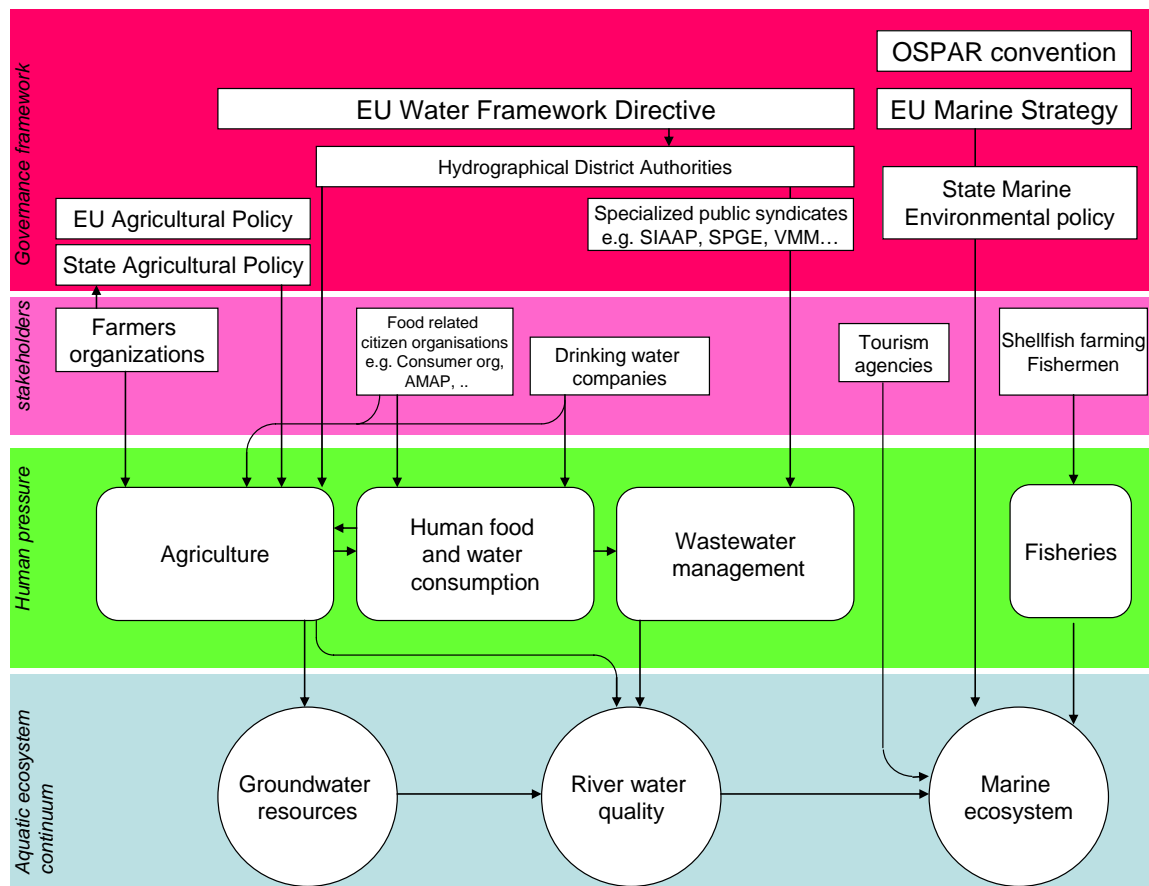 Governance framework
OSPAR convention
EU Water Framework Directive
EU Marine Strategy
Hydrographical District Authorities
State Marine
Environmental policy
EU Agricultural Policy
Specialized public syndicates
e.g. SIAAP, SPGE, VMM…
State Agricultural Policy
stakeholders
Farmers
organizations
Food related
citizen organisations
e.g. Consumer org,
AMAP, ..
Drinking water
companies
Tourism
agencies
Shellfish farming
Fishermen
Human pressure
Agriculture
Human food
and water
consumption
Wastewater
management
Fisheries
Aquatic ecosystem
continuum
Groundwater
resources
River water
quality
Marine
ecosystem